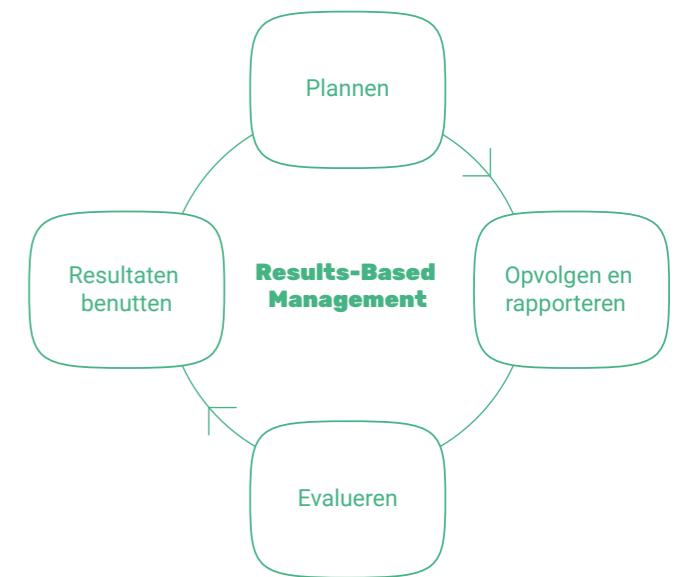 Plannen
Resultaten
benutten
Results-Based
Management
Opvolgen en
rapporteren
Evalueren